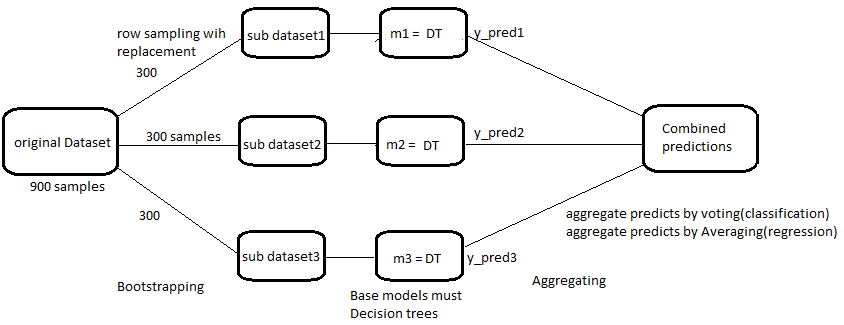 row sampling wih
replacement
300
sub dataset1
m1 = DT
y_pred1
original Dataset
900 samples
300 samples
sub dataset2
m2 = DT
y_pred2
Combined
predictions
300
sub dataset3
m3 = DT
y_pred3
aggregate predicts by voting(classification)
aggregate predicts by Averaging(regression)
Bootstrapping
Base models must
Decision trees
Aggregating